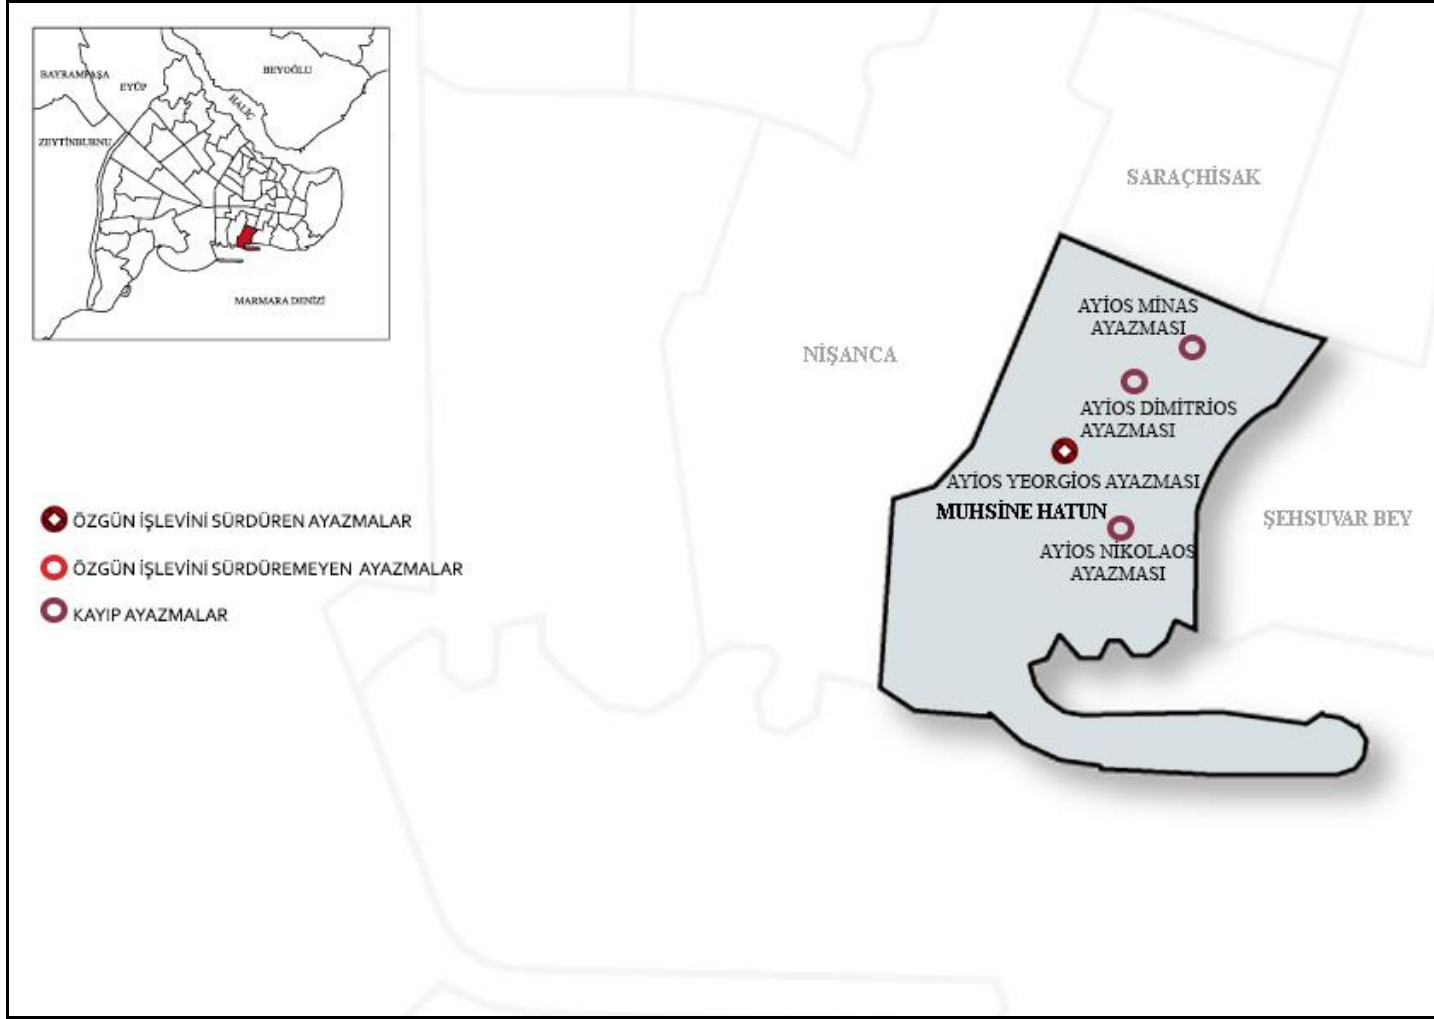 BAYRAMPAŞA
EYÜP
BEYOĞLU
HALİÇ
ZEYTİNBURNU
MARMARA DENİZİ
SARAÇHİSAK
NİŞANCA
AYİOS MİNAS
AYAZMASI
AYİOS DİMİTRİOS
AYAZMASI
AYİOS YEORGİOS AYAZMASI
MUHSİNE HATUN
ŞEHSUVAR BEY
AYİOS NİKOLAOS
AYAZMASI
ÖZGÜN İŞLEVİNİ SÜRDÜREN AYAZMALAR
ÖZGÜN İŞLEVİNİ SÜRDÜREMEYEN AYAZMALAR
KAYIP AYAZMALAR